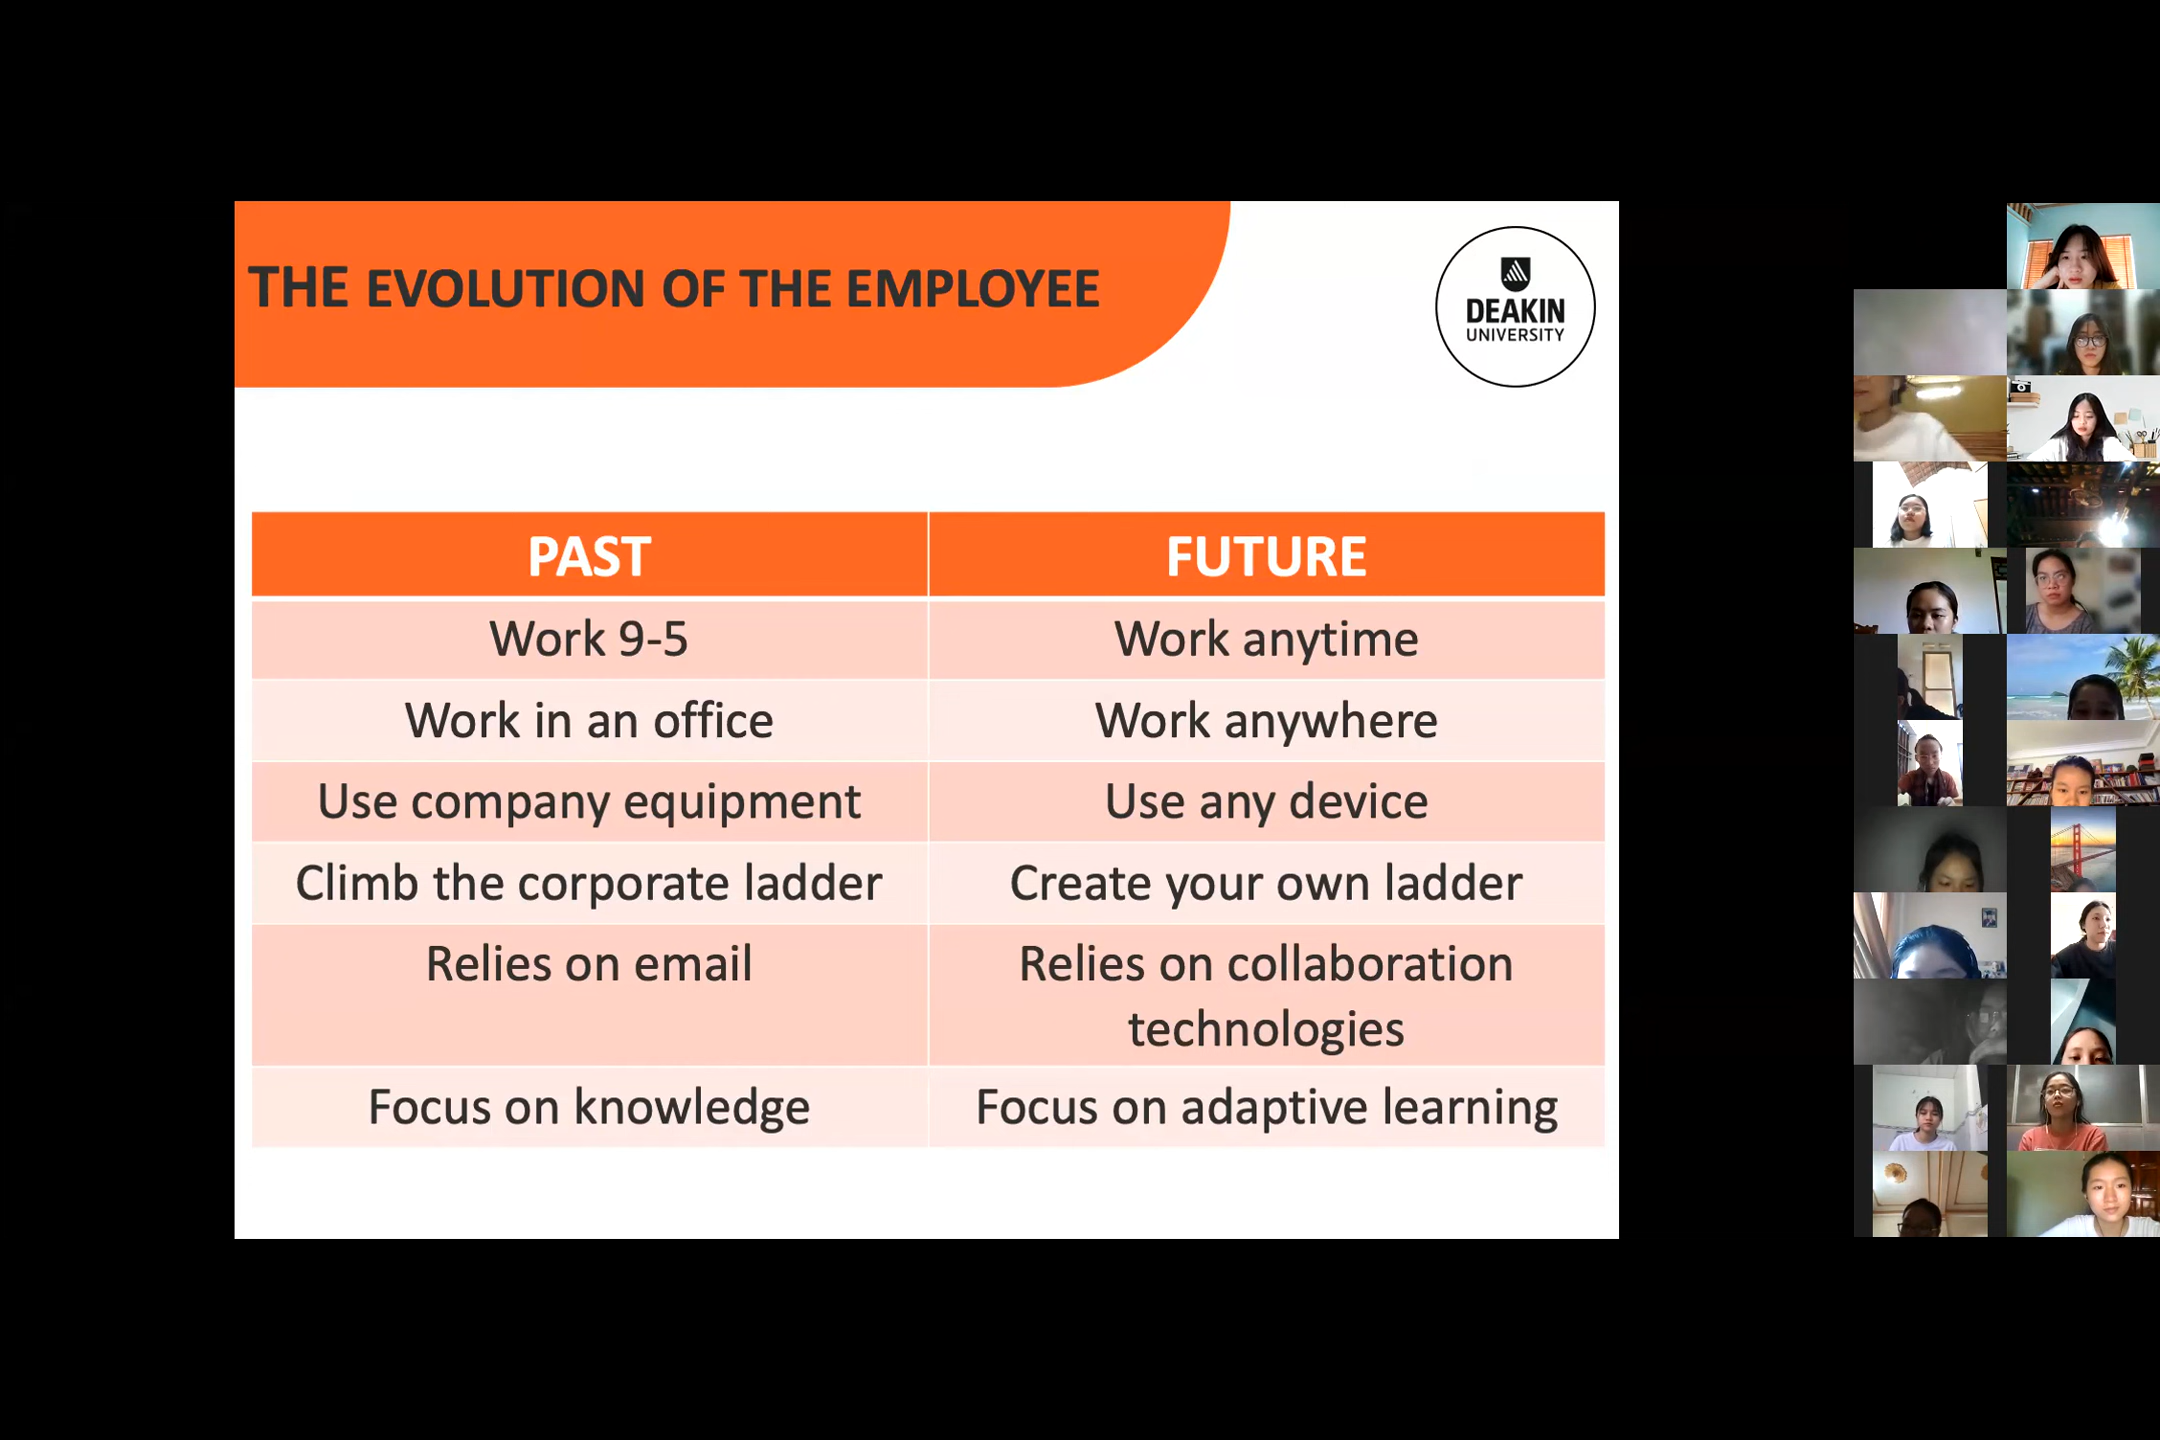 THE EVOLUTION OF THE EMPLOYEE
DEAKIN
UNIVERSITY
PAST
FUTURE
Work 9-5
Work anytime
Work in an office
Work anywhere
Use company equipment
Use any device
Climb the corporate ladder
Create your own ladder
Relies on email
Relies on collaboration
technologies
Focus on knowledge
Focus on adaptive learning